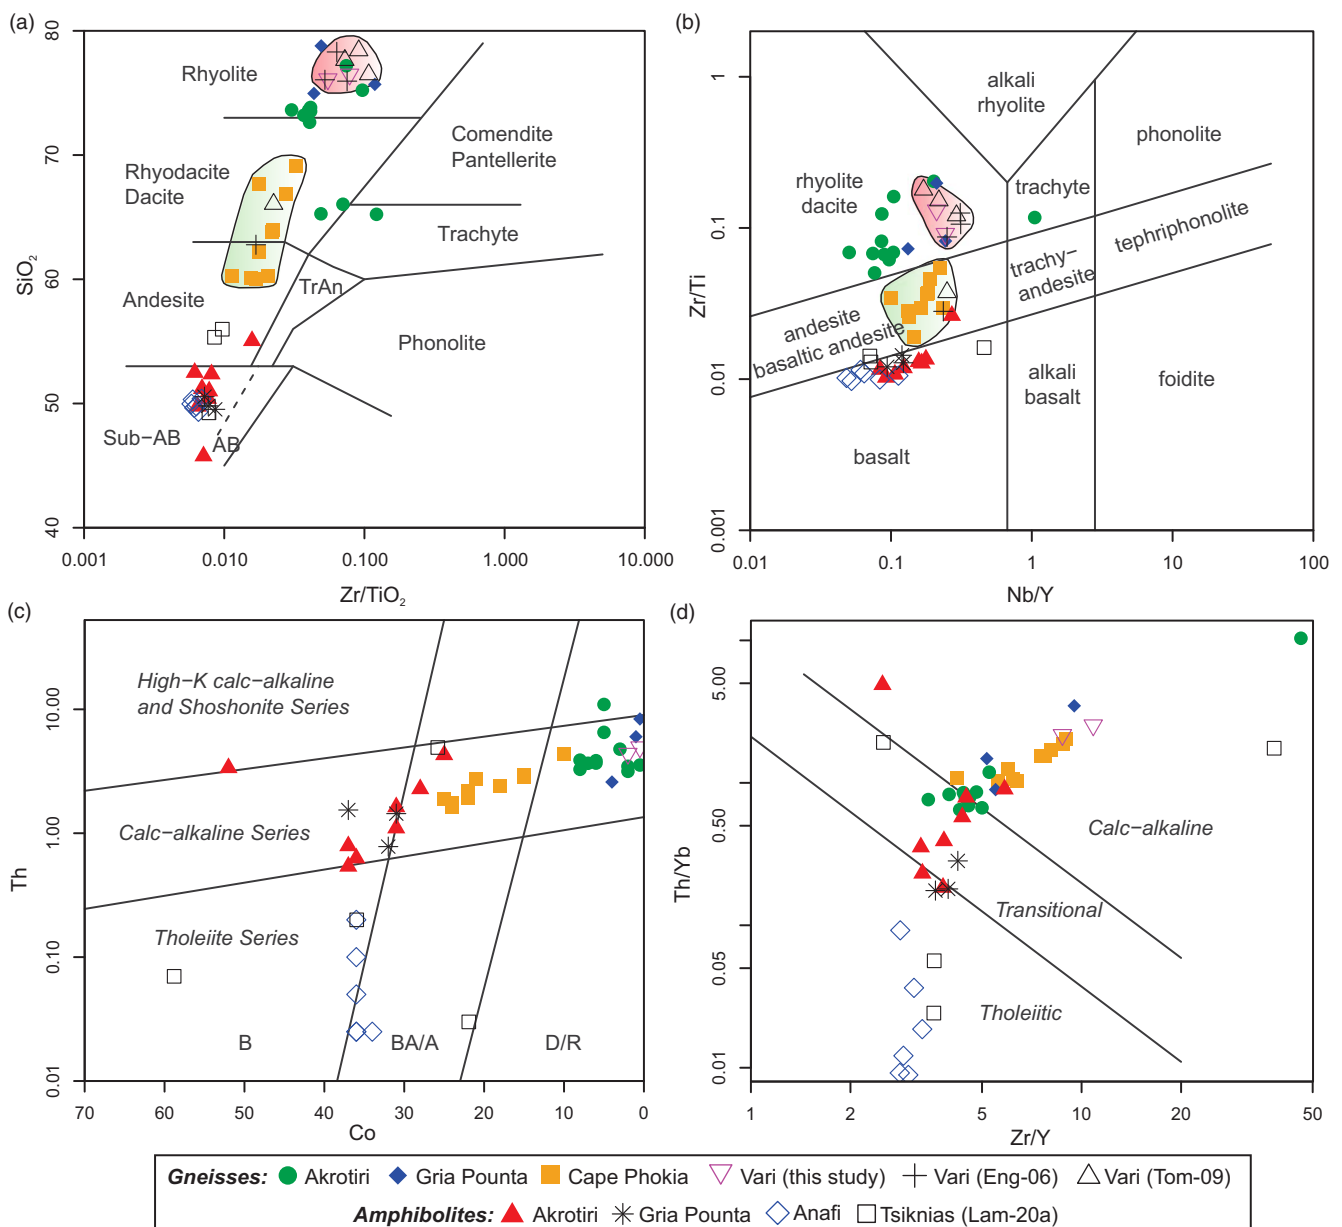 (a)
SiO2
80
70
60
50
40
Rhyolite
Comendite
Pantellerite
Rhyodacite
Dacite
Trachyte
TrAn
Andesite
Phonolite
Sub−AB
AB
0.001
0.010
0.100
1.000
10.000
Zr/TiO2
(b)
Zr/Ti
1
0.1
0.01
0.001
alkali
rhyolite
phonolite
rhyolite
dacite
trachyte
tephriphonolite
trachy−
andesite
andesite
basaltic andesite
alkali
basalt
foidite
basalt
0.01
0.1
1
10
100
Nb/Y
(c)
Th
10.00
1.00
0.10
0.01
High−K calc−alkaline
and Shoshonite Series
Calc−alkaline Series
Tholeiite Series
B
BA/A
D/R
70
60
50
40
30
20
10
0
Co
(d)
Th/Yb
5.00
0.50
0.05
0.01
Calc−alkaline
Transitional
Tholeiitic
1
2
5
10
20
50
Zr/Y
Gneisses: Akrotiri Gria Pounta Cape Phokia Vari (this study) Vari (Eng-06) Vari (Tom-09)
Amphibolites: Akrotiri Gria Pounta Anafi Tsiknias (Lam-20a)